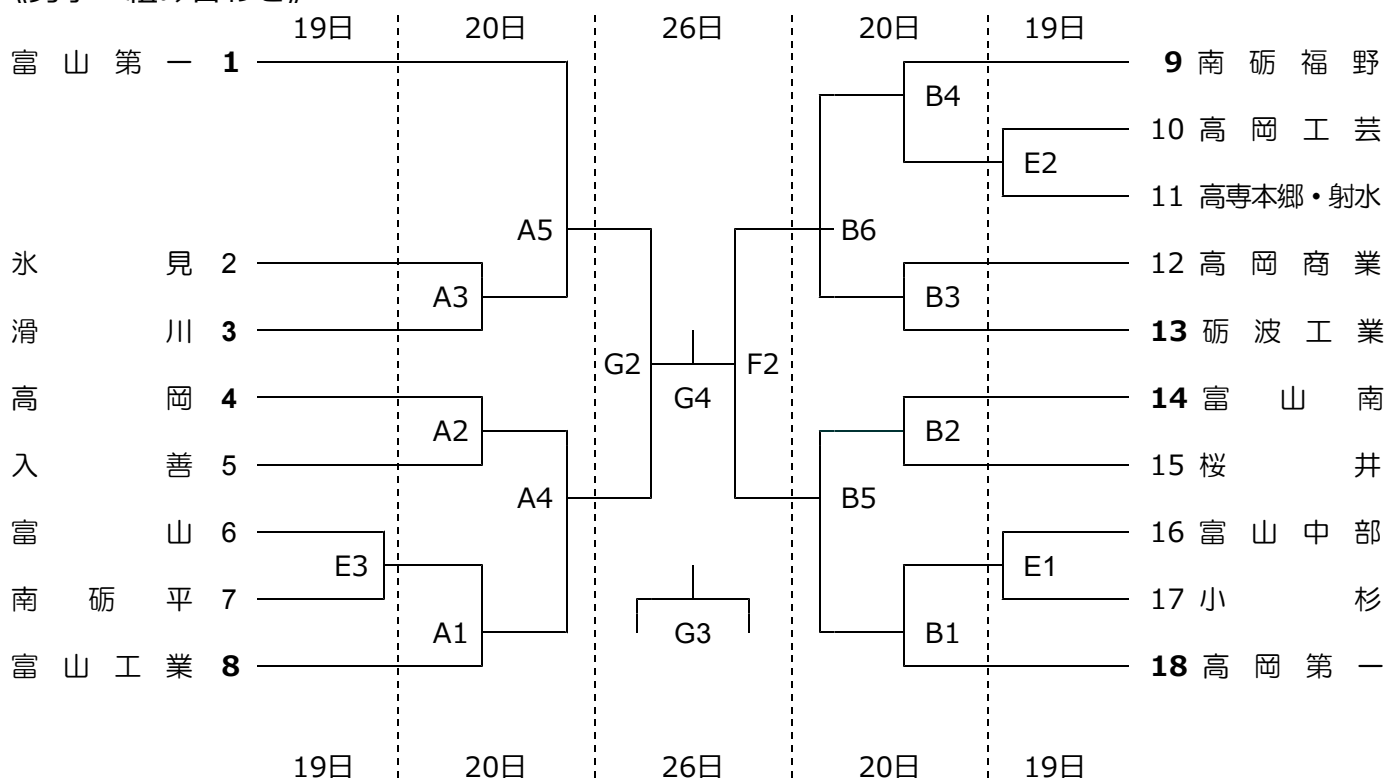 19日 20日 26日 20日 19日
富山第一 1
9 南砺福野
B4
10 高岡工芸
E2
11 高専本郷・射水
A5
B6
氷見 2
12 高岡商業
A3
B3
滑川 3
13 砺波工業
G2
F2
高岡 4
G4
14 富山南
A2
B2
入善 5
15 桜井
A4
B5
富山 6
16 富山中部
E3
E1
南砺平 7
17 小杉
A1
G3
B1
富山工業 8
18 高岡第一
19日 20日 26日 20日 19日